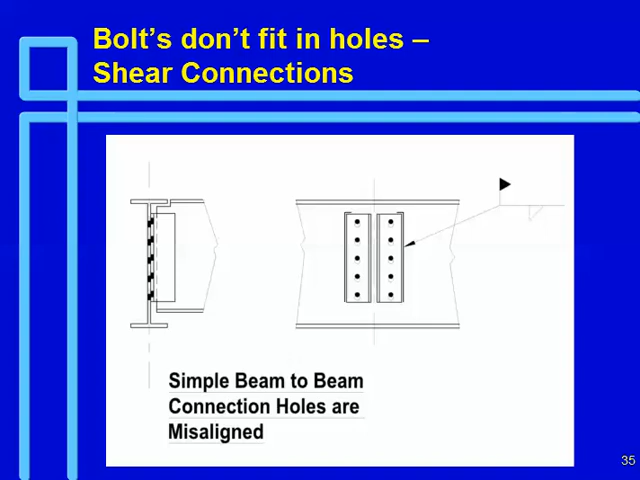 Bolt's don't fit in holes –
Shear Connections
Simple Beam to Beam
Connection Holes are
Misaligned
35